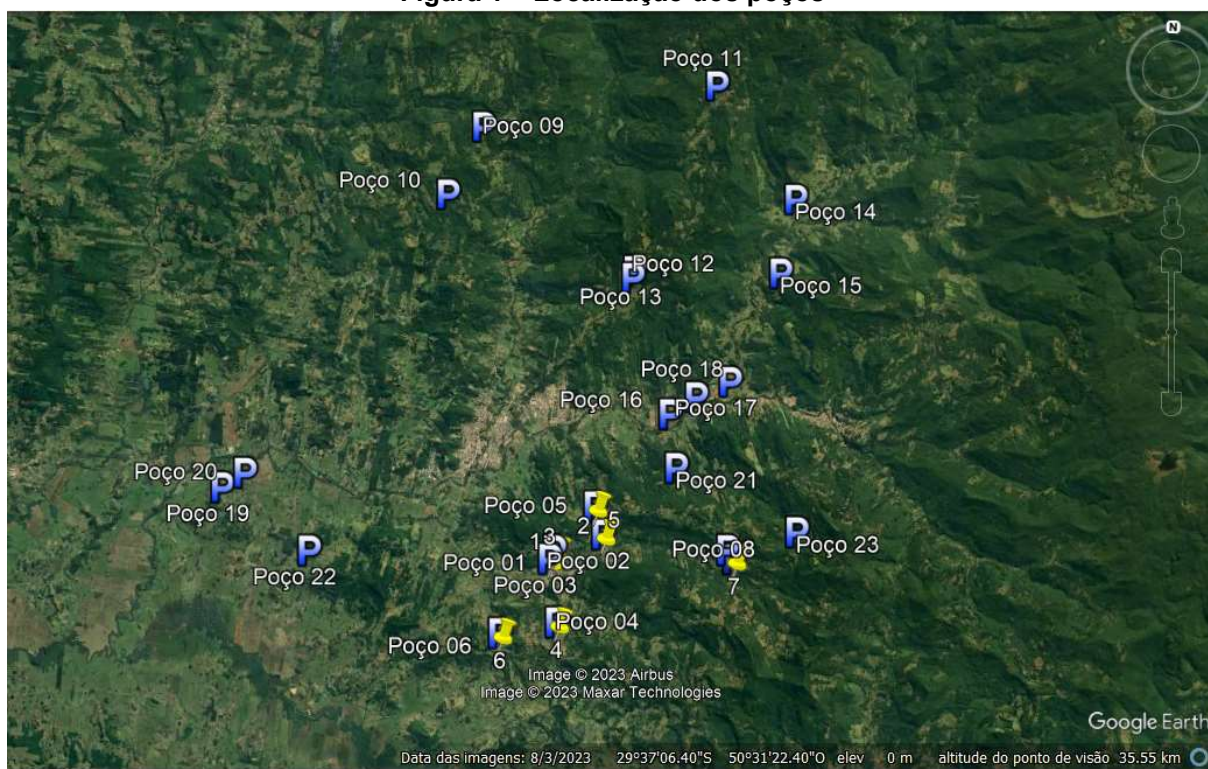 Figura 1 – Localização dos poços
N
Poço 11
Poço 09
Poço 10
Poço 14
Poço 12
Poço 15
Poço 13
Poço 18
Poço 16
Poço 17
Poço 20
Poço 21
Poço 19
Poço 05
2
5
13
Poço 23
Poço 01
Poço 02
Poço 08
Poço 22
Poço 03
7
Poço 04
Poço 06
4
6
Image © 2023 Airbus
Image © 2023 Maxar Technologies
Google Earth
Data das imagens: 8/3/2023 29°37'06.40"S 50°31'22.40"O elev 0 m altitude do ponto de visão 35.55 km